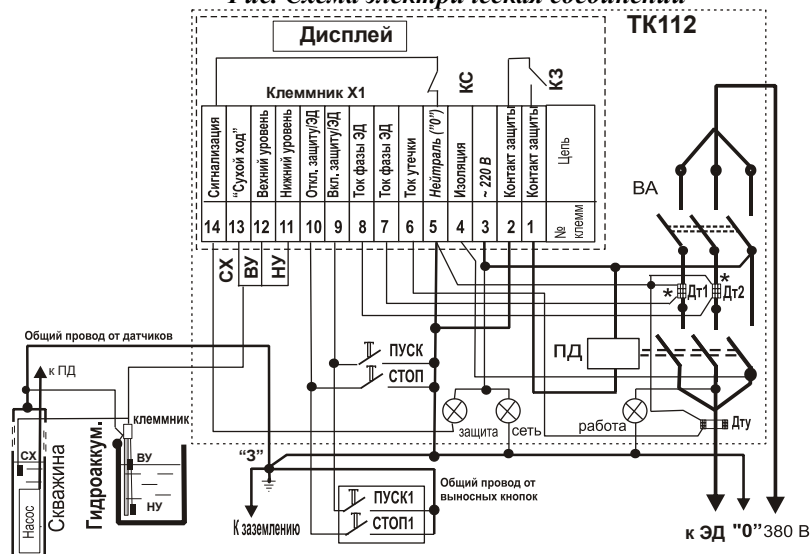 Рис. Схема электрическая соединений
ТК112
Дисплей
КС
КЗ
Клеммник X1
Сигнализация
"Сухой ход"
Вехний уровень
Нижний уровень
Откл. защиту/ЭД
Вкл. защиту/ЭД
Ток фазы ЭД
Ток фазы ЭД
Ток утечки
Нейтраль ("0")
Изоляция
~ 220 В
Контакт защиты
Контакт защиты
Цепь
14 13 12 11 10 9 8 7 6 5 4 3 2 1
№ клемм
ВА
СХ
ВУ
НУ
* Дт1
* Дт2
Общий провод от датчиков
к ПД
ПУСК
СТОП
ПД
клеммник
защита
сеть
работа
Дту
СХ
ВУ
НУ
Насос
Скважина
Гидроаккум.
"З"
К заземлению
ПУСК1
СТОП1
Общий провод от
выносных кнопок
к ЭД "0" 380 В